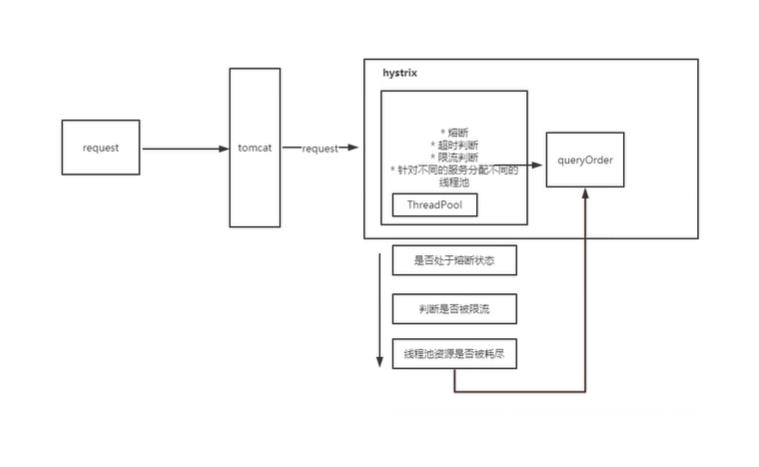 hystrix
request
tomcat
request
* 熔断
* 超时判断
* 限流判断
* 针对不同的服务分配不同的
线程池
ThreadPool
queryOrder
是否处于熔断状态
判断是否被限流
线程池资源是否被耗尽